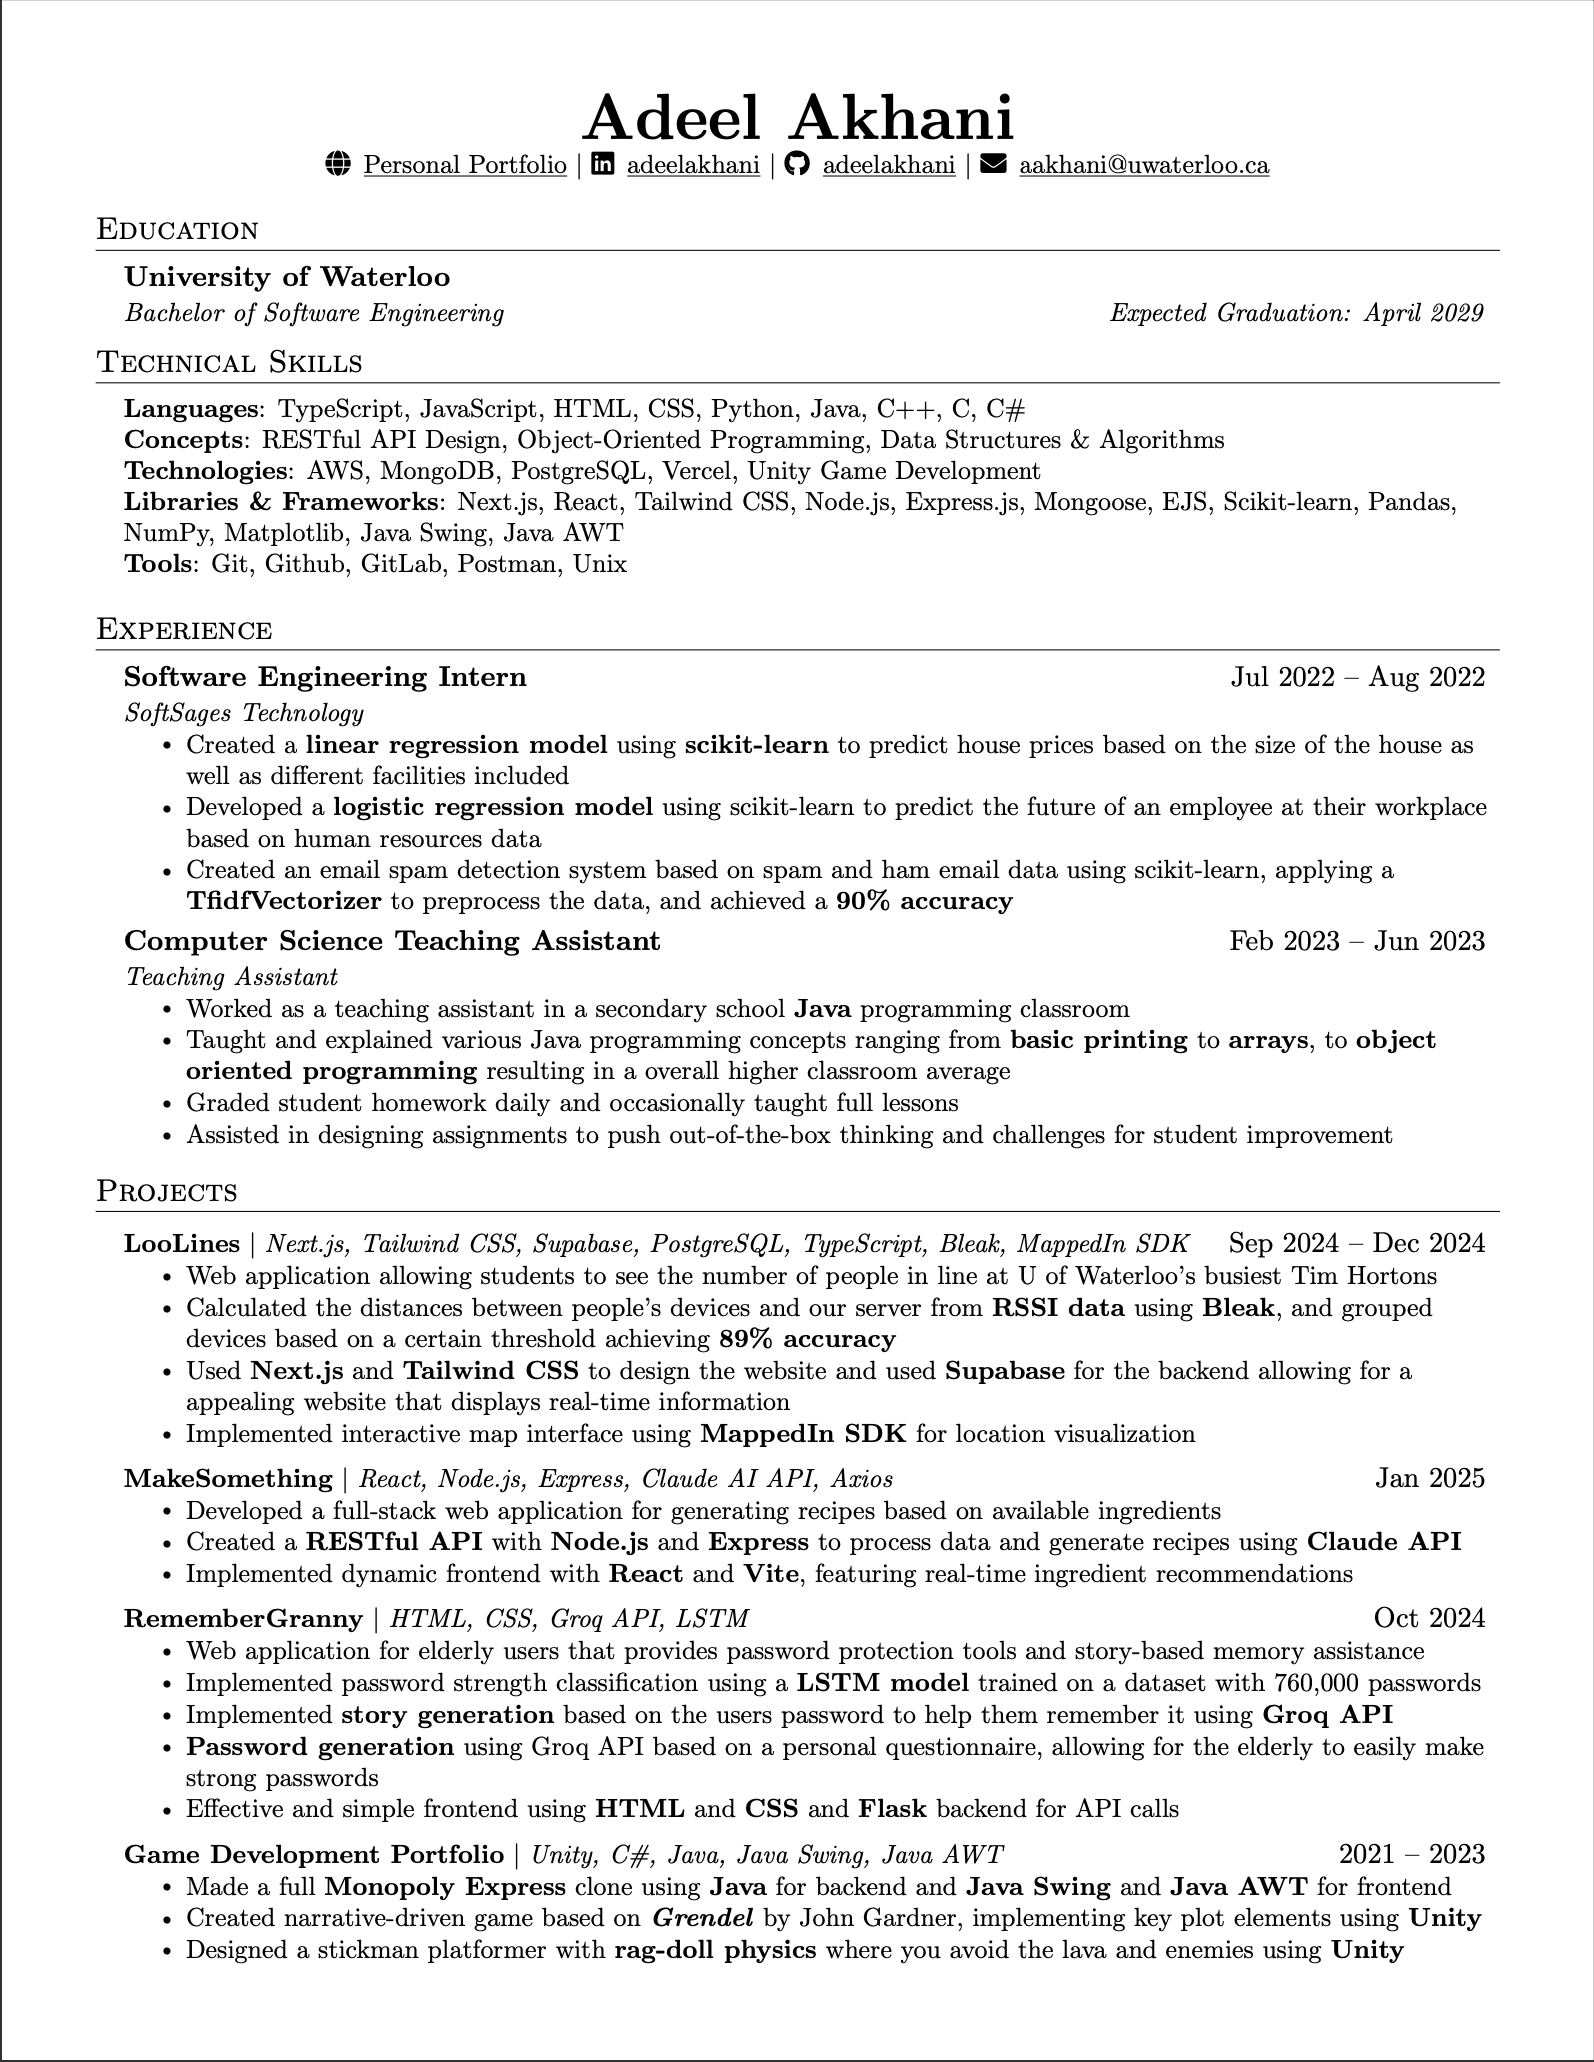 Adeel Akhani
Personal Portfolio | adeelakhani | adeelakhani | aakhani@uwaterloo.ca
Education
University of Waterloo
Bachelor of Software Engineering Expected Graduation: April 2029
Technical Skills
Languages: TypeScript, JavaScript, HTML, CSS, Python, Java, C++, C, C#
Concepts: RESTful API Design, Object-Oriented Programming, Data Structures & Algorithms
Technologies: AWS, MongoDB, PostgreSQL, Vercel, Unity Game Development
Libraries & Frameworks: Next.js, React, Tailwind CSS, Node.js, Express.js, Mongoose, EJS, Scikit-learn, Pandas,
NumPy, Matplotlib, Java Swing, Java AWT
Tools: Git, Github, GitLab, Postman, Unix
Experience
Software Engineering Intern Jul 2022 – Aug 2022
SoftSages Technology
• Created a linear regression model using scikit-learn to predict house prices based on the size of the house as
well as different facilities included
• Developed a logistic regression model using scikit-learn to predict the future of an employee at their workplace
based on human resources data
• Created an email spam detection system based on spam and ham email data using scikit-learn, applying a
TfidfVectorizer to preprocess the data, and achieved a 90% accuracy
Computer Science Teaching Assistant Feb 2023 – Jun 2023
Teaching Assistant
• Worked as a teaching assistant in a secondary school Java programming classroom
• Taught and explained various Java programming concepts ranging from basic printing to arrays, to object
oriented programming resulting in a overall higher classroom average
• Graded student homework daily and occasionally taught full lessons
• Assisted in designing assignments to push out-of-the-box thinking and challenges for student improvement
Projects
LooLines | Next.js, Tailwind CSS, Supabase, PostgreSQL, TypeScript, Bleak, MappedIn SDK Sep 2024 – Dec 2024
• Web application allowing students to see the number of people in line at U of Waterloo's busiest Tim Hortons
• Calculated the distances between people's devices and our server from RSSI data using Bleak, and grouped
devices based on a certain threshold achieving 89% accuracy
• Used Next.js and Tailwind CSS to design the website and used Supabase for the backend allowing for a
appealing website that displays real-time information
• Implemented interactive map interface using MappedIn SDK for location visualization
MakeSomething | React, Node.js, Express, Claude AI API, Axios Jan 2025
• Developed a full-stack web application for generating recipes based on available ingredients
• Created a RESTful API with Node.js and Express to process data and generate recipes using Claude API
• Implemented dynamic frontend with React and Vite, featuring real-time ingredient recommendations
RememberGranny | HTML, CSS, Groq API, LSTM Oct 2024
• Web application for elderly users that provides password protection tools and story-based memory assistance
• Implemented password strength classification using a LSTM model trained on a dataset with 760,000 passwords
• Implemented story generation based on the users password to help them remember it using Groq API
• Password generation using Groq API based on a personal questionnaire, allowing for the elderly to easily make
strong passwords
• Effective and simple frontend using HTML and CSS and Flask backend for API calls
Game Development Portfolio | Unity, C#, Java, Java Swing, Java AWT 2021 – 2023
• Made a full Monopoly Express clone using Java for backend and Java Swing and Java AWT for frontend
• Created narrative-driven game based on Grendel by John Gardner, implementing key plot elements using Unity
• Designed a stickman platformer with rag-doll physics where you avoid the lava and enemies using Unity